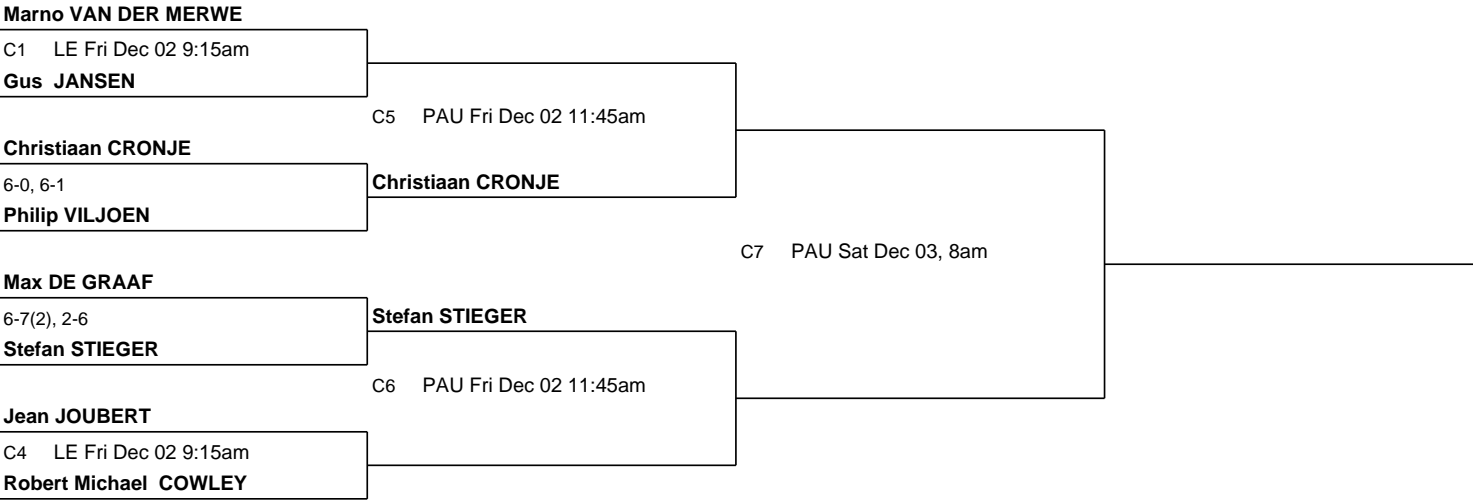 Marno VAN DER MERWE
C1 LE Fri Dec 02 9:15am
Gus JANSEN
C5 PAU Fri Dec 02 11:45am
Christiaan CRONJE
6-0, 6-1
Christiaan CRONJE
Philip VILJOEN
C7 PAU Sat Dec 03, 8am
Max DE GRAAF
6-7(2), 2-6
Stefan STIEGER
Stefan STIEGER
C6 PAU Fri Dec 02 11:45am
Jean JOUBERT
C4 LE Fri Dec 02 9:15am
Robert Michael COWLEY